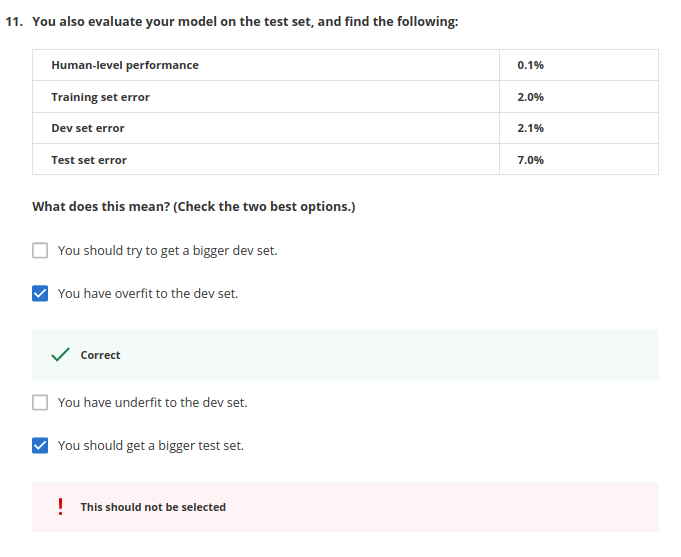 11. You also evaluate your model on the test set, and find the following:
Human-level performance 0.1%
Training set error 2.0%
Dev set error 2.1%
Test set error 7.0%
What does this mean? (Check the two best options.)
You should try to get a bigger dev set.
You have overfit to the dev set.
Correct
You have underfit to the dev set.
You should get a bigger test set.
! This should not be selected